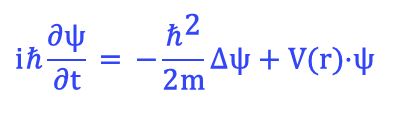 iℏ ∂ψ/∂t = − ℏ²/2m Δψ + V(r)·ψ